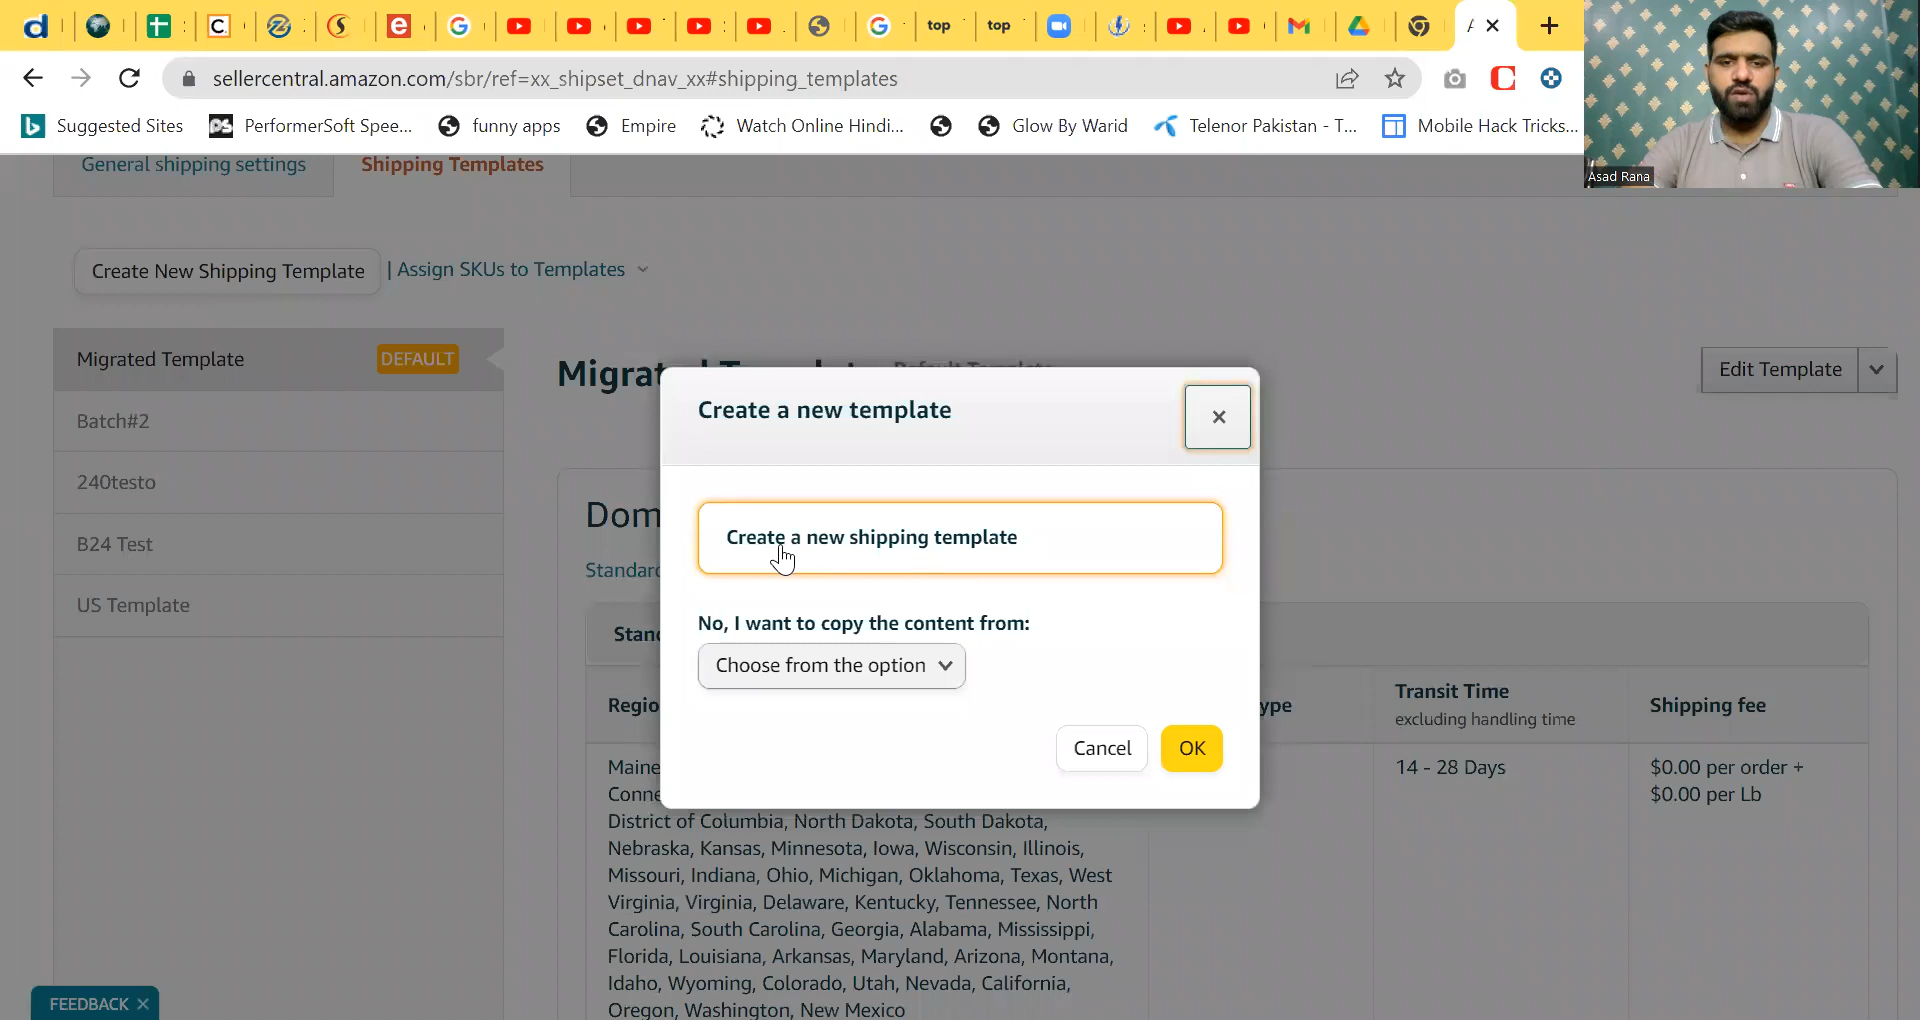 top
top
sellercentral.amazon.com/sbr/ref=xx_shipset_dnav_xx#shipping_templates
Suggested Sites
PerformerSoft Spee...
funny apps
Empire
Watch Online Hindi...
Glow By Warid
Telenor Pakistan - T...
Mobile Hack Tricks...
Asad Rana
General shipping settings
Shipping Templates
Create New Shipping Template
| Assign SKUs to Templates
Migrated Template
DEFAULT
Batch#2
240testo
B24 Test
US Template
Edit Template
Create a new template
Create a new shipping template
No, I want to copy the content from:
Choose from the option
Cancel
OK
Transit Time
excluding handling time
Shipping fee
14 - 28 Days
$0.00 per order +
$0.00 per Lb
Maine
District of Columbia, North Dakota, South Dakota,
Nebraska, Kansas, Minnesota, Iowa, Wisconsin, Illinois,
Missouri, Indiana, Ohio, Michigan, Oklahoma, Texas, West
Virginia, Virginia, Delaware, Kentucky, Tennessee, North
Carolina, South Carolina, Georgia, Alabama, Mississippi,
Florida, Louisiana, Arkansas, Maryland, Arizona, Montana,
Idaho, Wyoming, Colorado, Utah, Nevada, California,
Oregon, Washington, New Mexico
FEEDBACK